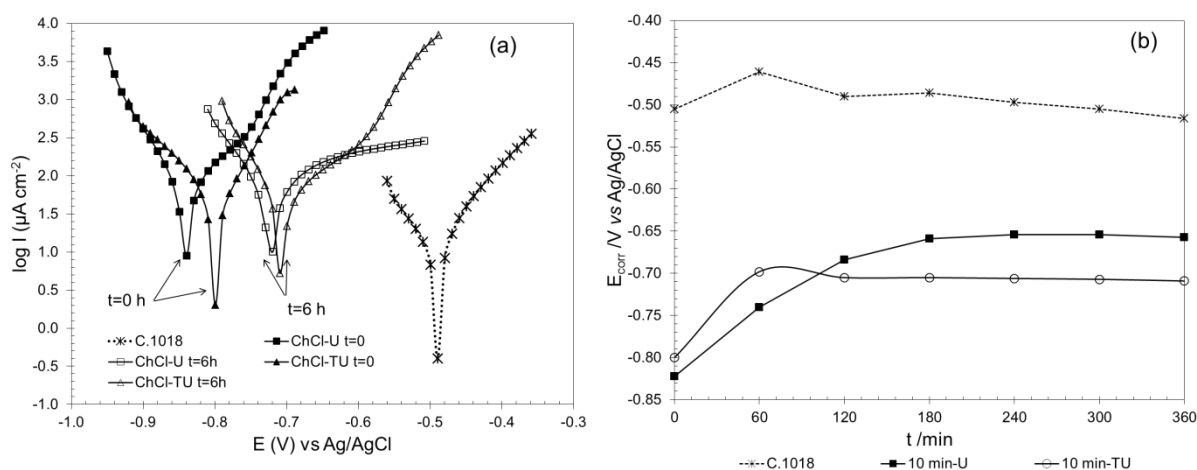 (a)
log I (µA cm⁻²)
4.0
3.5
3.0
2.5
2.0
1.5
1.0
0.5
0.0
-0.5
-1.0
t=0 h
t=6 h
C.1018
ChCl-U t=0
ChCl-U t=6h
ChCl-TU t=0
ChCl-TU t=6h
-1.0 -0.9 -0.8 -0.7 -0.6 -0.5 -0.4 -0.3
E (V) vs Ag/AgCl
(b)
E_corr /V vs Ag/AgCl
-0.40
-0.45
-0.50
-0.55
-0.60
-0.65
-0.70
-0.75
-0.80
-0.85
0 60 120 180 240 300 360
t /min
C.1018 10 min-U 10 min-TU